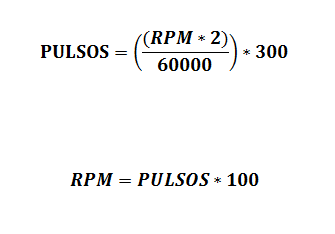 PULSOS = ((RPM * 2) / 60000) * 300
RPM = PULSOS * 100